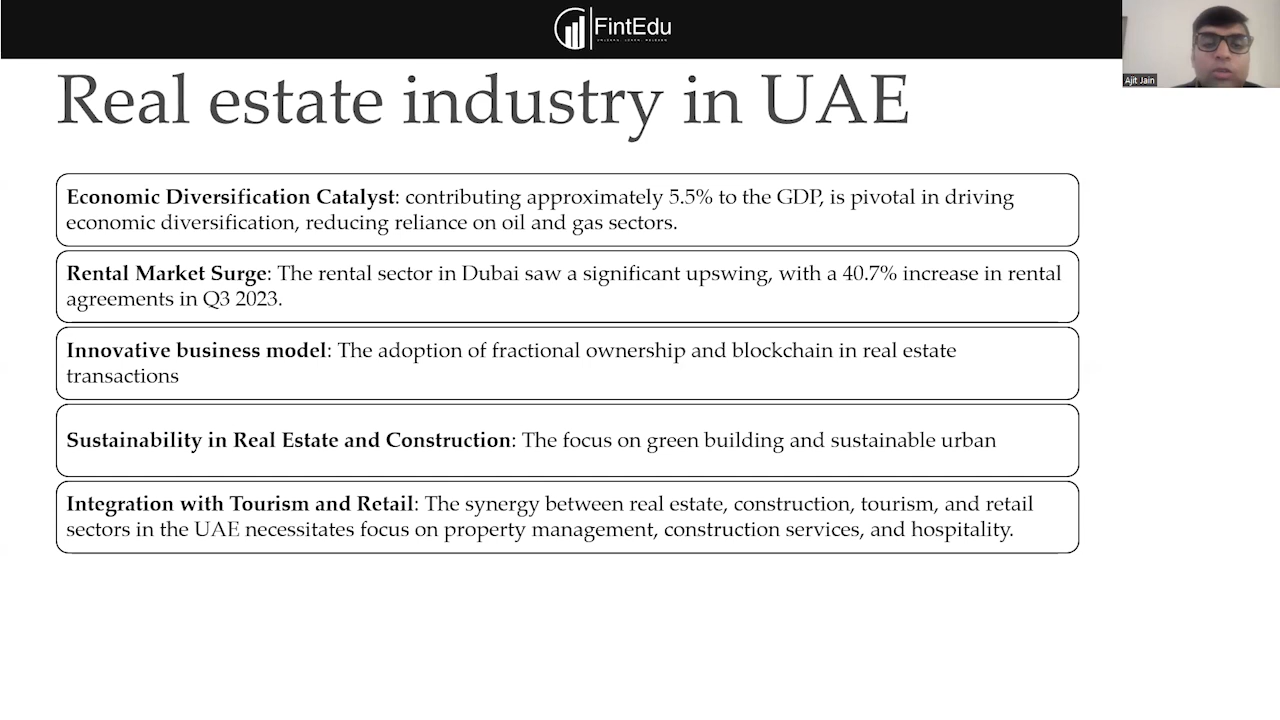 FintEdu
Ajit Jain
Real estate industry in UAE
Economic Diversification Catalyst: contributing approximately 5.5% to the GDP, is pivotal in driving
economic diversification, reducing reliance on oil and gas sectors.
Rental Market Surge: The rental sector in Dubai saw a significant upswing, with a 40.7% increase in rental
agreements in Q3 2023.
Innovative business model: The adoption of fractional ownership and blockchain in real estate
transactions
Sustainability in Real Estate and Construction: The focus on green building and sustainable urban
Integration with Tourism and Retail: The synergy between real estate, construction, tourism, and retail
sectors in the UAE necessitates focus on property management, construction services, and hospitality.